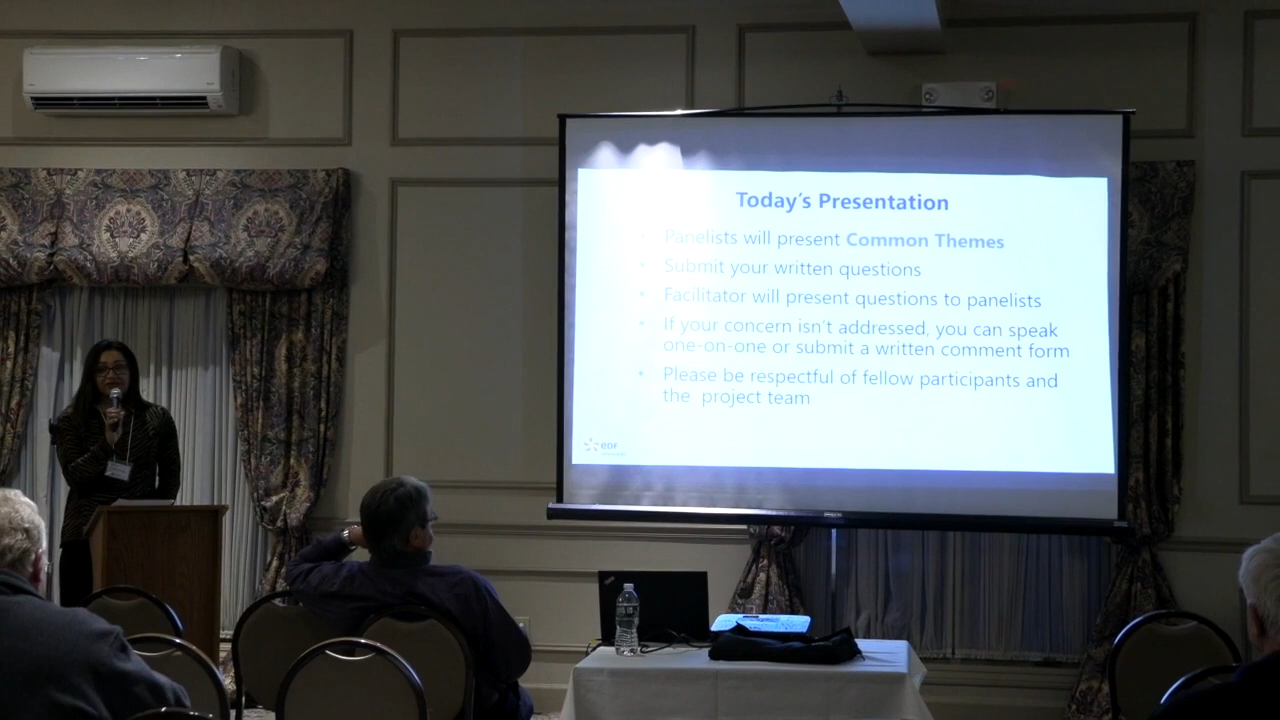 Today's Presentation
• Panelists will present Common Themes
• Submit your written questions
• Facilitator will present questions to panelists
• If your concern isn't addressed, you can speak
one-on-one or submit a written comment form
• Please be respectful of fellow participants and
the project team
eDF